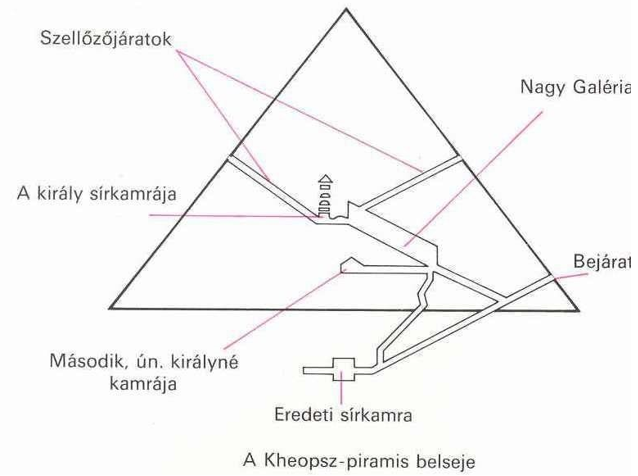 Szellőzőjáratok
Nagy Galéria
A király sírkamrája
Bejárat
Második, ún. királyné
kamrája
Eredeti sírkamra
A Kheopsz-piramis belseje